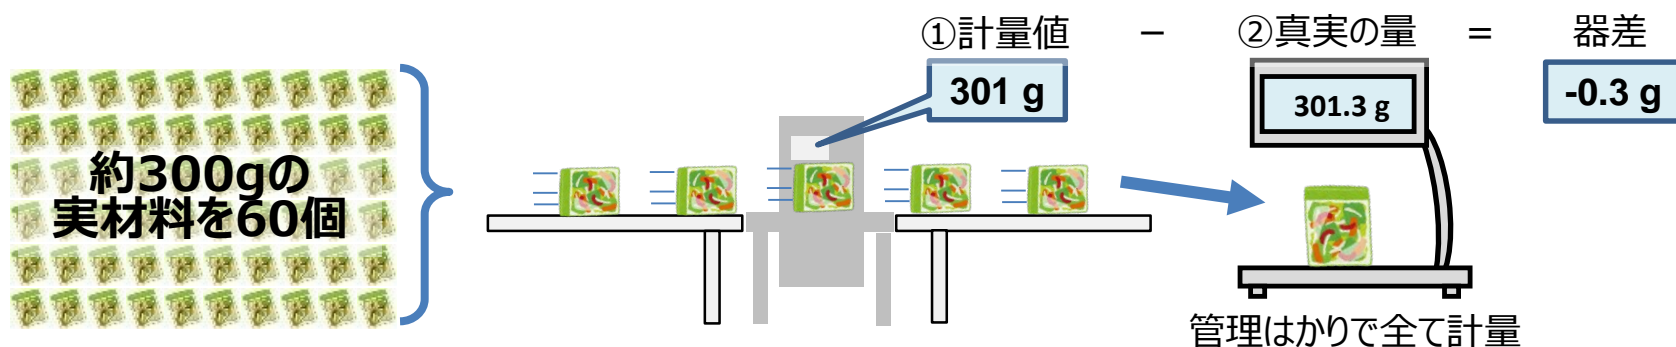 ①計量値 － ②真実の量 ＝ 器差
301 g
301.3 g
-0.3 g
約300gの
実材料を60個
管理はかりで全て計量